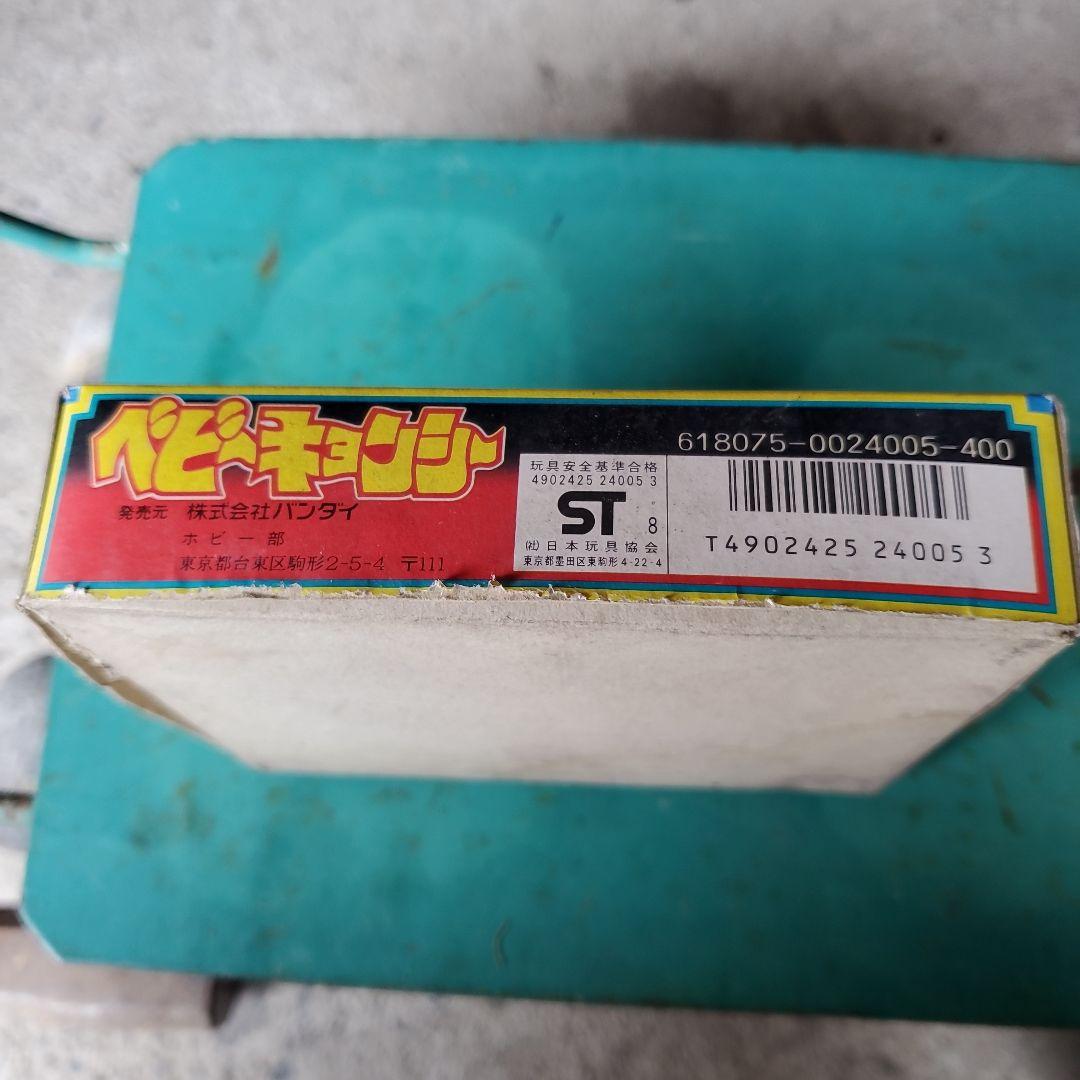 ベビーキョンシー
発売元 株式会社バンダイ
ホビー部
東京都台東区駒形2-5-4 〒111
玩具安全基準合格
4902425 24005 3
ST 8
(社)日本玩具協会
東京都墨田区東駒形4-22-4
618075-0024005-400
T4902425 240053